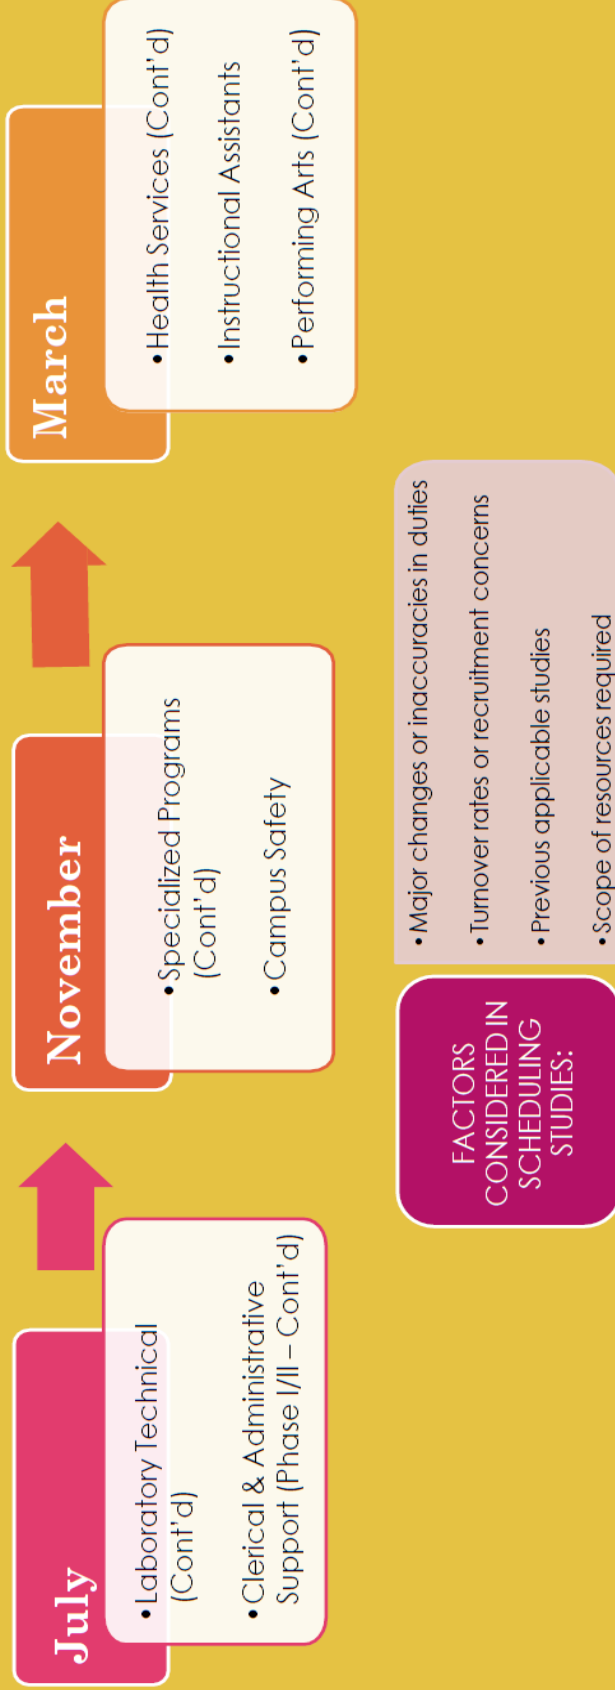 July
•Laboratory Technical
(Cont'd)
•Clerical & Administrative
Support (Phase I/II – Cont'd)
November
•Specialized Programs
(Cont'd)
•Campus Safety
March
•Health Services (Cont'd)
•Instructional Assistants
•Performing Arts (Cont'd)
FACTORS
CONSIDERED IN
SCHEDULING
STUDIES:
•Major changes or inaccuracies in duties
•Turnover rates or recruitment concerns
•Previous applicable studies
•Scope of resources required